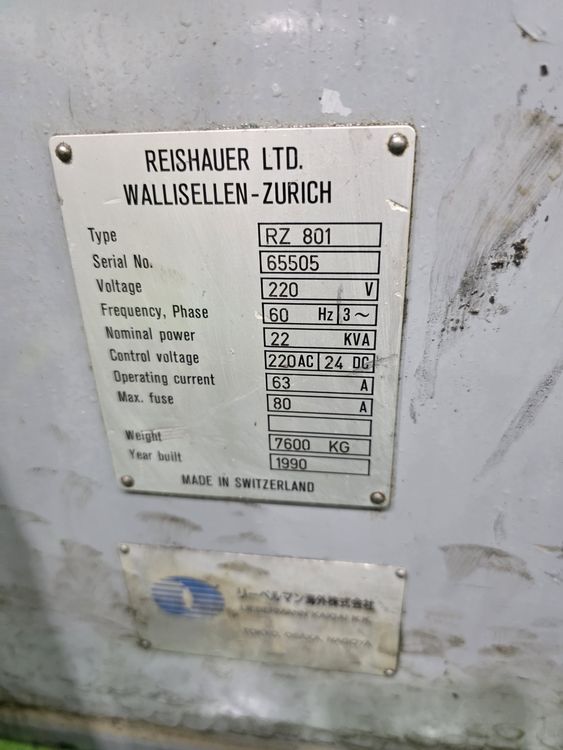 REISHAUER LTD.
WALLISELLEN-ZURICH
Type RZ 801
Serial No. 65505
Voltage 220 V
Frequency, Phase 60 Hz 3~
Nominal power 22 KVA
Control voltage 220AC 24 DC
Operating current 63 A
Max. fuse 80 A
Weight 7600 KG
Year built 1990
MADE IN SWITZERLAND
リーベルマン海外株式会社
LIEBERMANN KAIGAI K.K.
TOKYO, OSAKA, NAGOYA